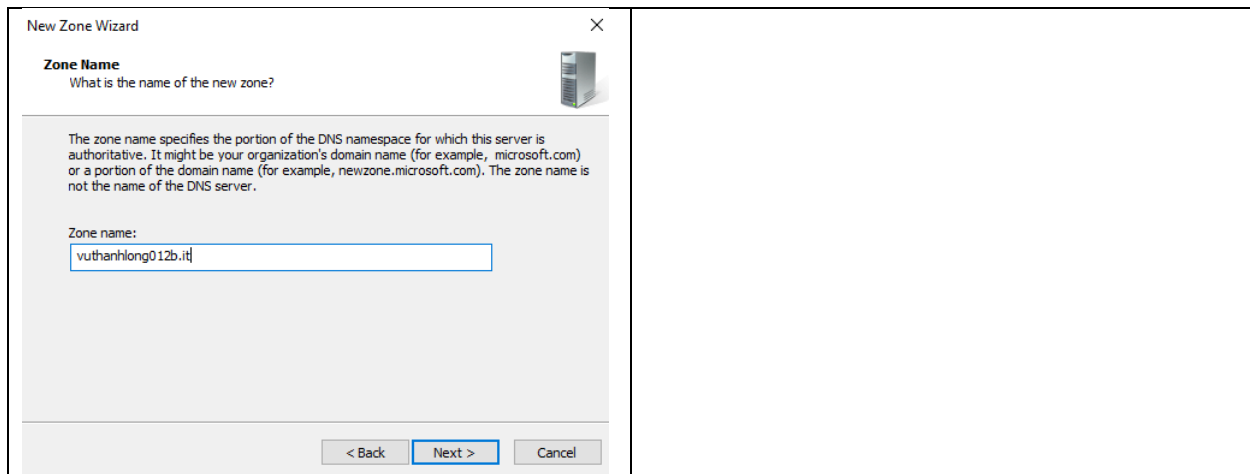 New Zone Wizard
Zone Name
What is the name of the new zone?
The zone name specifies the portion of the DNS namespace for which this server is
authoritative. It might be your organization's domain name (for example, microsoft.com)
or a portion of the domain name (for example, newzone.microsoft.com). The zone name is
not the name of the DNS server.
Zone name:
vuthanhlong012b.it
< Back Next > Cancel